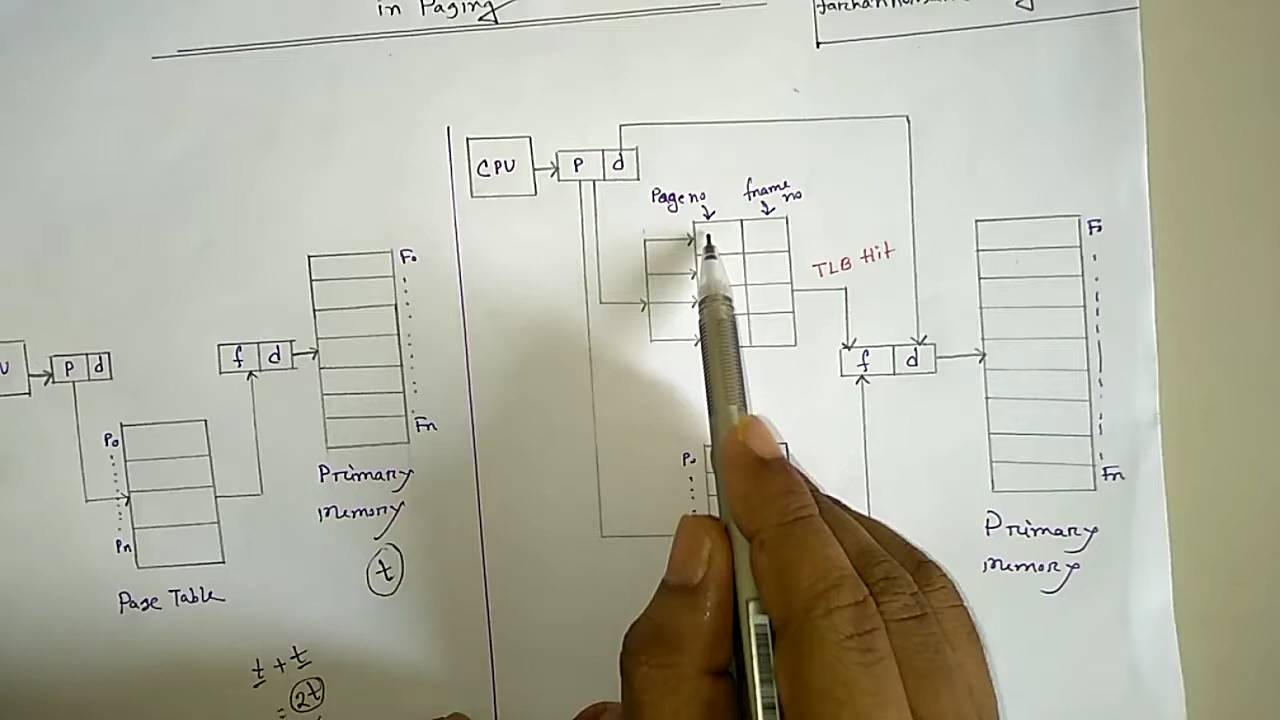 in Paging
CPU
P d
Page no
frame no
TLB Hit
f d
F0
Fn
Primary memory
P0
P d
f d
F0
Fn
Primary memory
t
P0
Pn
Page Table
t + t
= 2t